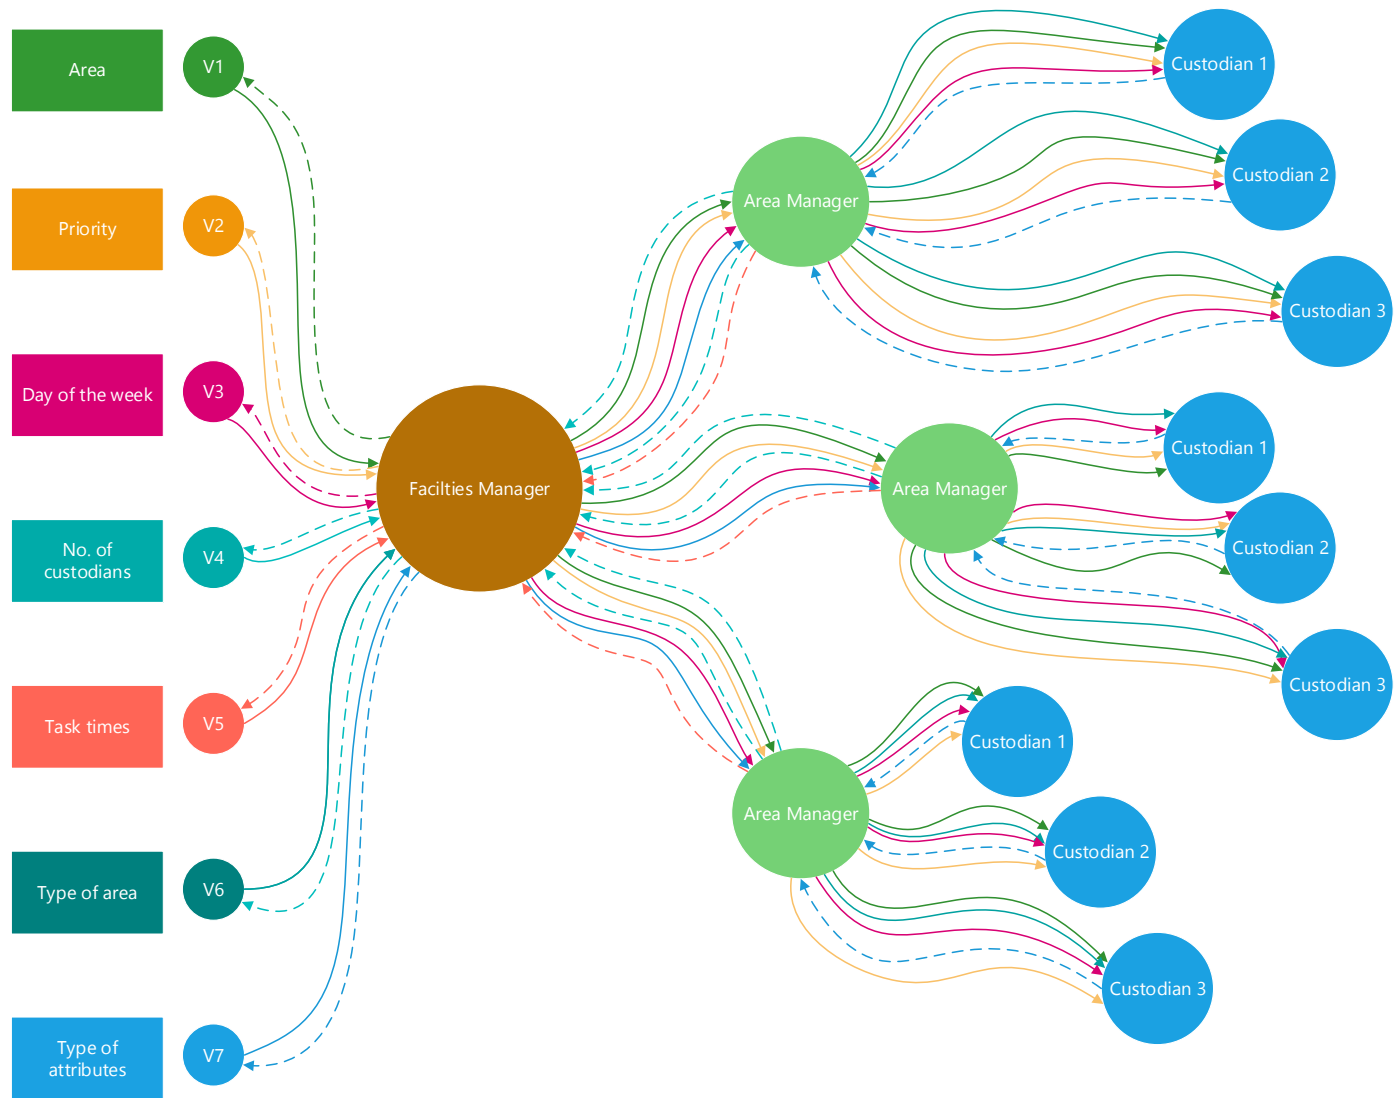 Area
V1
Priority
V2
Day of the week
V3
No. of
custodians
V4
Task times
V5
Type of area
V6
Type of
attributes
V7
Facilties Manager
Area Manager
Custodian 1
Custodian 2
Custodian 3
Area Manager
Custodian 1
Custodian 2
Custodian 3
Area Manager
Custodian 1
Custodian 2
Custodian 3